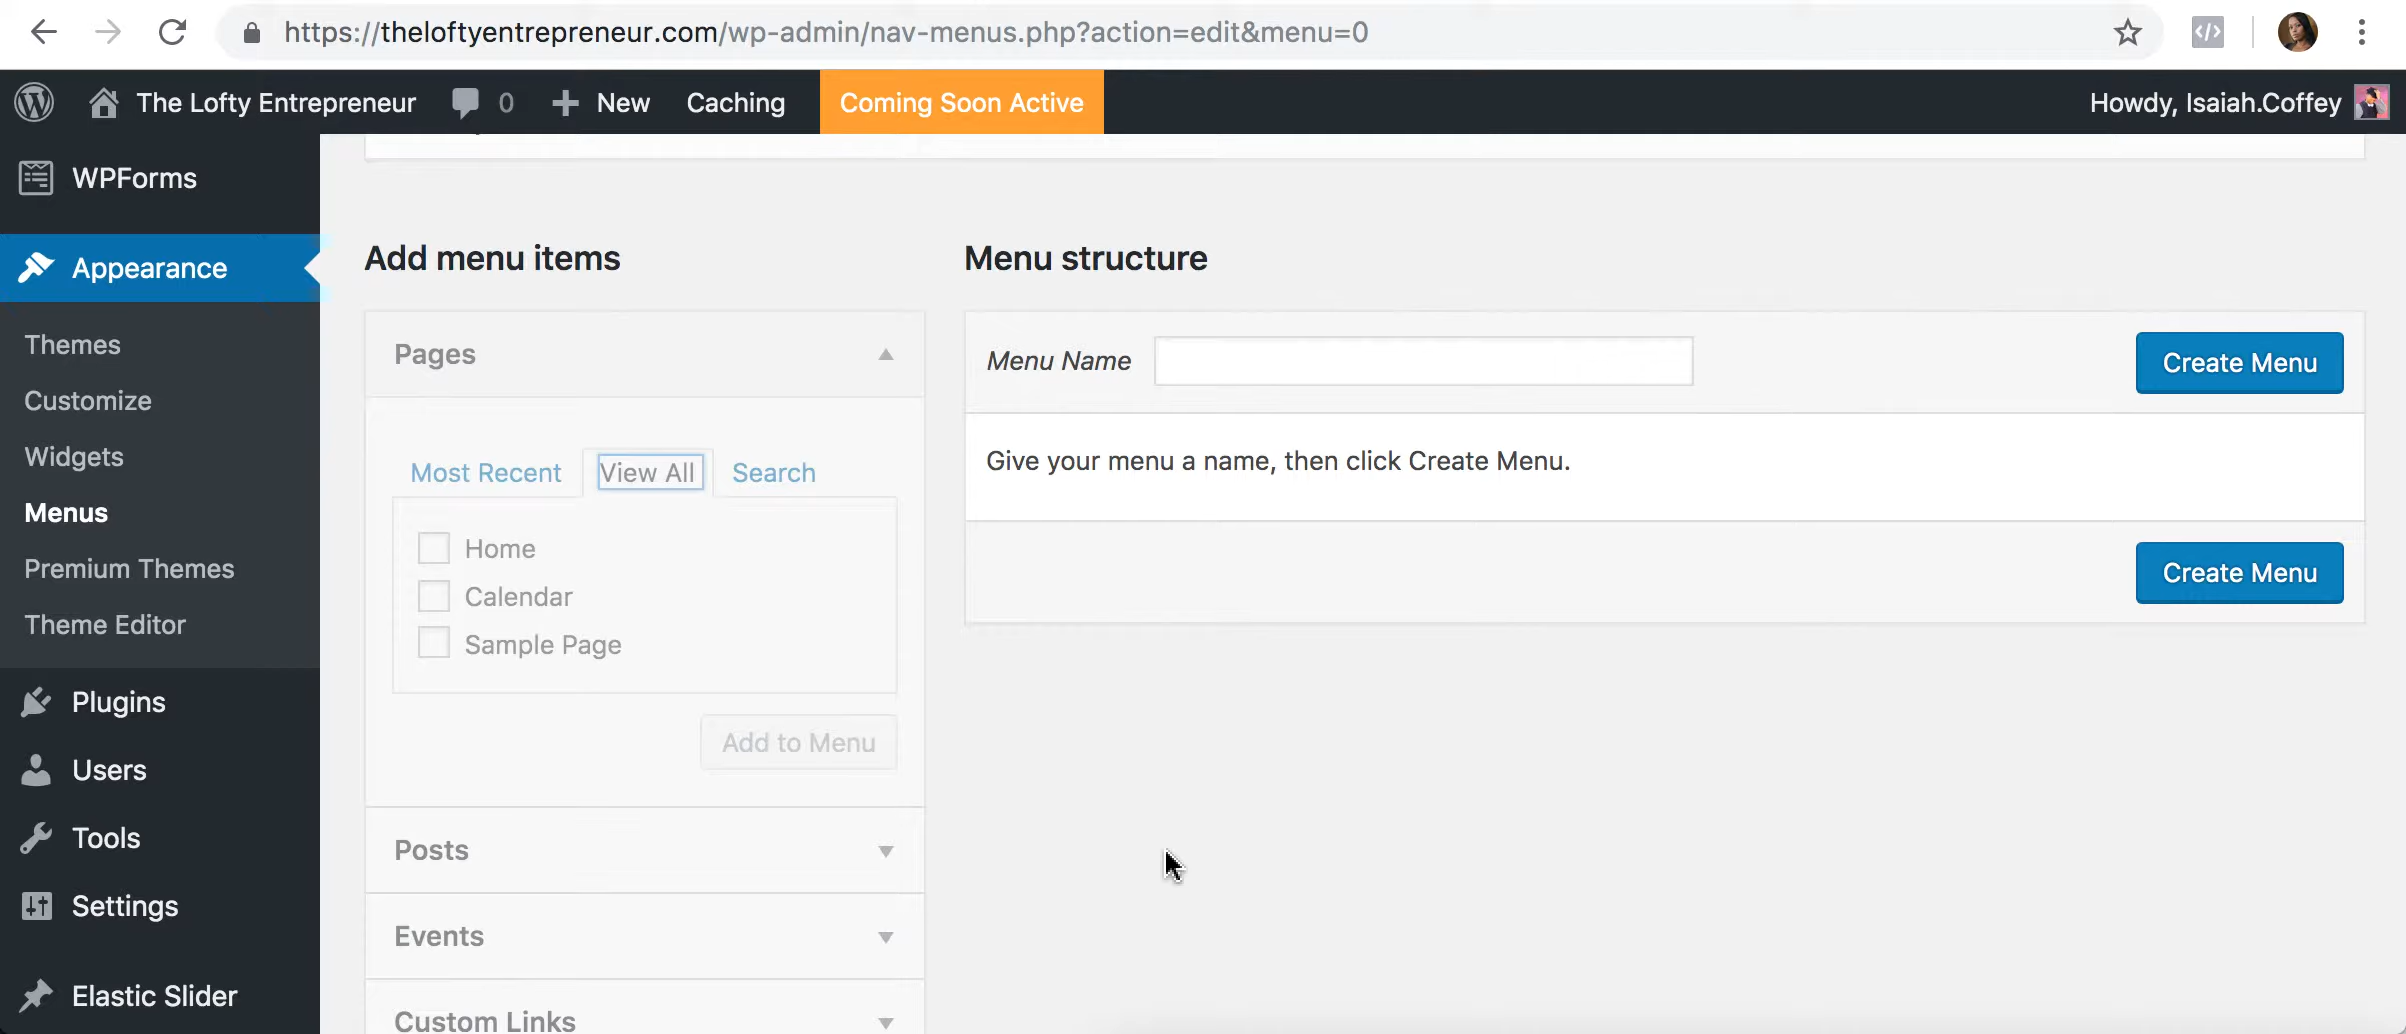 https://theloftyentrepreneur.com/wp-admin/nav-menus.php?action=edit&menu=0
The Lofty Entrepreneur 0 New Caching Coming Soon Active Howdy, Isaiah.Coffey
WPForms
Appearance
Themes
Customize
Widgets
Menus
Premium Themes
Theme Editor
Plugins
Users
Tools
Settings
Elastic Slider
Add menu items
Pages
Most Recent View All Search
Home
Calendar
Sample Page
Add to Menu
Posts
Events
Custom Links
Menu structure
Menu Name Create Menu
Give your menu a name, then click Create Menu.
Create Menu